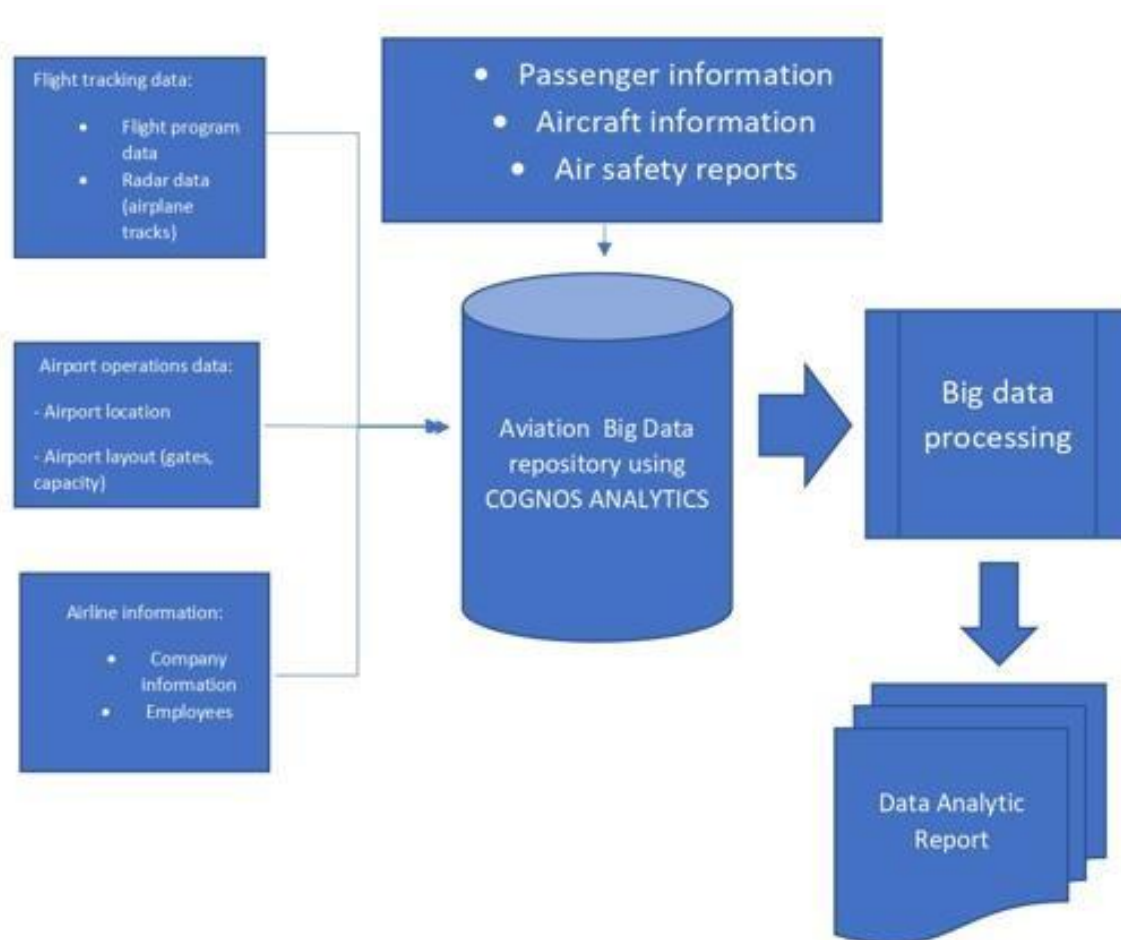 Flight tracking data:
• Flight program
data
• Radar data
(airplane
tracks)
• Passenger information
• Aircraft information
• Air safety reports
Airport operations data:
- Airport location
- Airport layout (gates,
capacity)
Airline information:
• Company
information
• Employees
Aviation Big Data
repository using
COGNOS ANALYTICS
Big data
processing
Data Analytic
Report